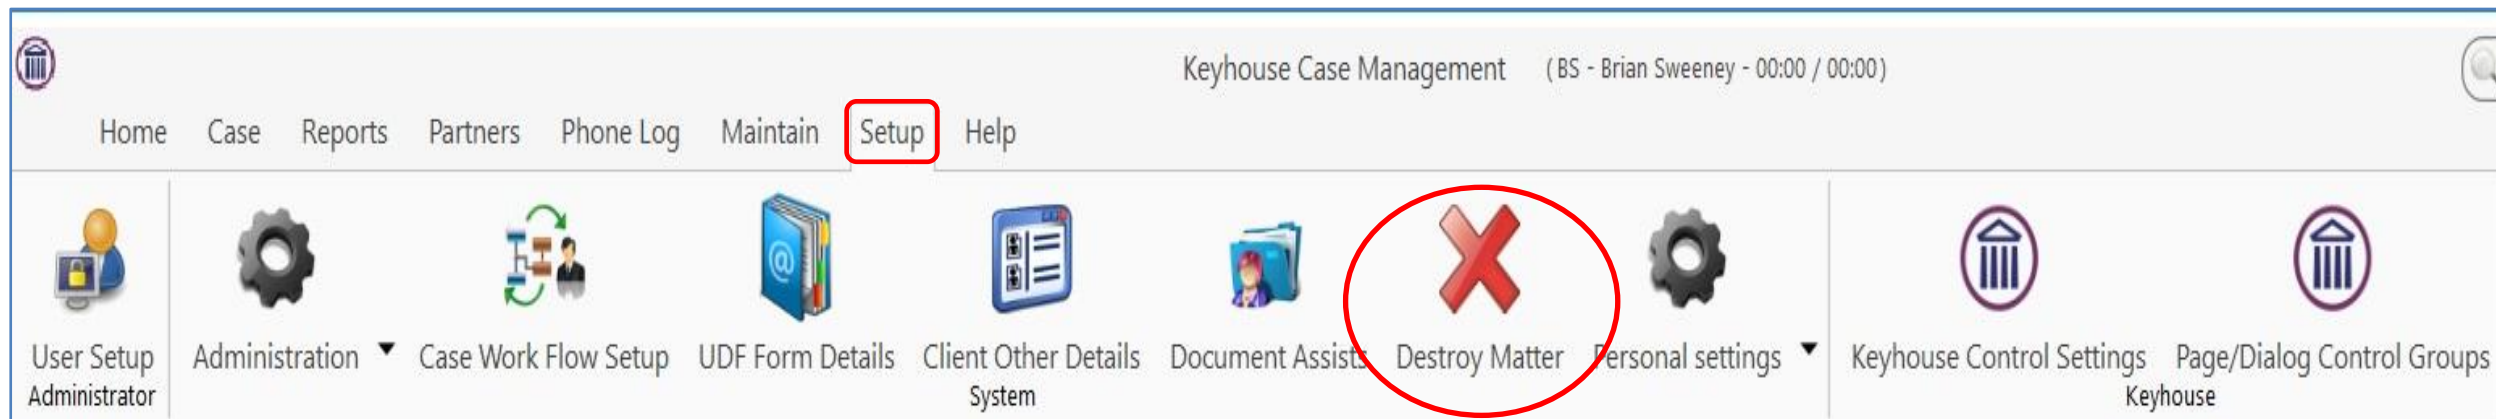 Keyhouse Case Management (BS - Brian Sweeney - 00:00 / 00:00)
Home Case Reports Partners Phone Log Maintain Setup Help
User Setup Administration Case Work Flow Setup UDF Form Details Client Other Details Document Assists Destroy Matter Personal settings Keyhouse Control Settings Page/Dialog Control Groups
Administrator System Keyhouse